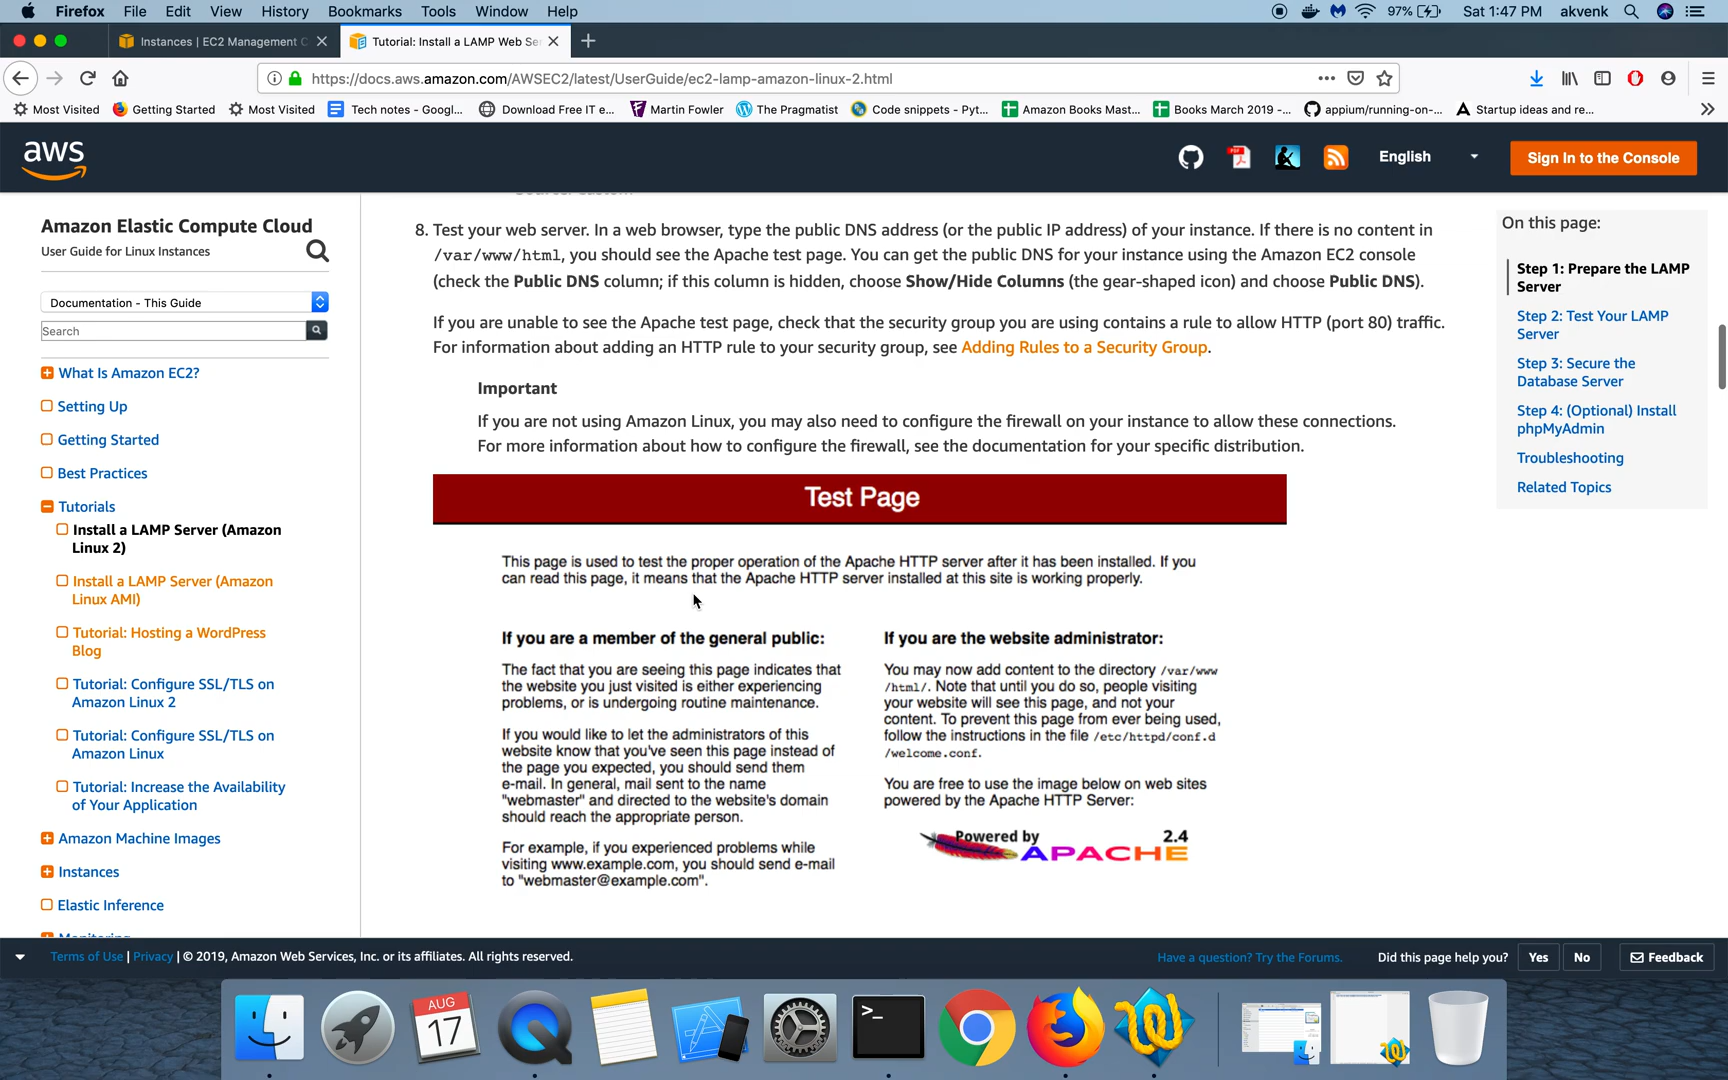 Firefox File Edit View History Bookmarks Tools Window Help 97% Sat 1:47 PM akvenk
Instances | EC2 Management C Tutorial: Install a LAMP Web Se
https://docs.aws.amazon.com/AWSEC2/latest/UserGuide/ec2-lamp-amazon-linux-2.html
Most Visited Getting Started Most Visited Tech notes - Googl... Download Free IT e... Martin Fowler The Pragmatist Code snippets - Pyt... Amazon Books Mast... Books March 2019 -... appium/running-on-... Startup ideas and re...
aws PDF English Sign In to the Console
Amazon Elastic Compute Cloud
User Guide for Linux Instances
Documentation - This Guide
Search
What Is Amazon EC2?
Setting Up
Getting Started
Best Practices
Tutorials
Install a LAMP Server (Amazon
Linux 2)
Install a LAMP Server (Amazon
Linux AMI)
Tutorial: Hosting a WordPress
Blog
Tutorial: Configure SSL/TLS on
Amazon Linux 2
Tutorial: Configure SSL/TLS on
Amazon Linux
Tutorial: Increase the Availability
of Your Application
Amazon Machine Images
Instances
Elastic Inference
8. Test your web server. In a web browser, type the public DNS address (or the public IP address) of your instance. If there is no content in
/var/www/html, you should see the Apache test page. You can get the public DNS for your instance using the Amazon EC2 console
(check the Public DNS column; if this column is hidden, choose Show/Hide Columns (the gear-shaped icon) and choose Public DNS).
If you are unable to see the Apache test page, check that the security group you are using contains a rule to allow HTTP (port 80) traffic.
For information about adding an HTTP rule to your security group, see Adding Rules to a Security Group.
Important
If you are not using Amazon Linux, you may also need to configure the firewall on your instance to allow these connections.
For more information about how to configure the firewall, see the documentation for your specific distribution.
Test Page
This page is used to test the proper operation of the Apache HTTP server after it has been installed. If you
can read this page, it means that the Apache HTTP server installed at this site is working properly.
If you are a member of the general public:
The fact that you are seeing this page indicates that
the website you just visited is either experiencing
problems, or is undergoing routine maintenance.
If you would like to let the administrators of this
website know that you've seen this page instead of
the page you expected, you should send them
e-mail. In general, mail sent to the name
"webmaster" and directed to the website's domain
should reach the appropriate person.
For example, if you experienced problems while
visiting www.example.com, you should send e-mail
to "webmaster@example.com".
If you are the website administrator:
You may now add content to the directory /var/www
/html/. Note that until you do so, people visiting
your website will see this page, and not your
content. To prevent this page from ever being used,
follow the instructions in the file /etc/httpd/conf.d
/welcome.conf.
You are free to use the image below on web sites
powered by the Apache HTTP Server:
Powered by 2.4
APACHE
On this page:
Step 1: Prepare the LAMP
Server
Step 2: Test Your LAMP
Server
Step 3: Secure the
Database Server
Step 4: (Optional) Install
phpMyAdmin
Troubleshooting
Related Topics
Terms of Use | Privacy | © 2019, Amazon Web Services, Inc. or its affiliates. All rights reserved. Have a question? Try the Forums. Did this page help you? Yes No Feedback
AUG
17
>_